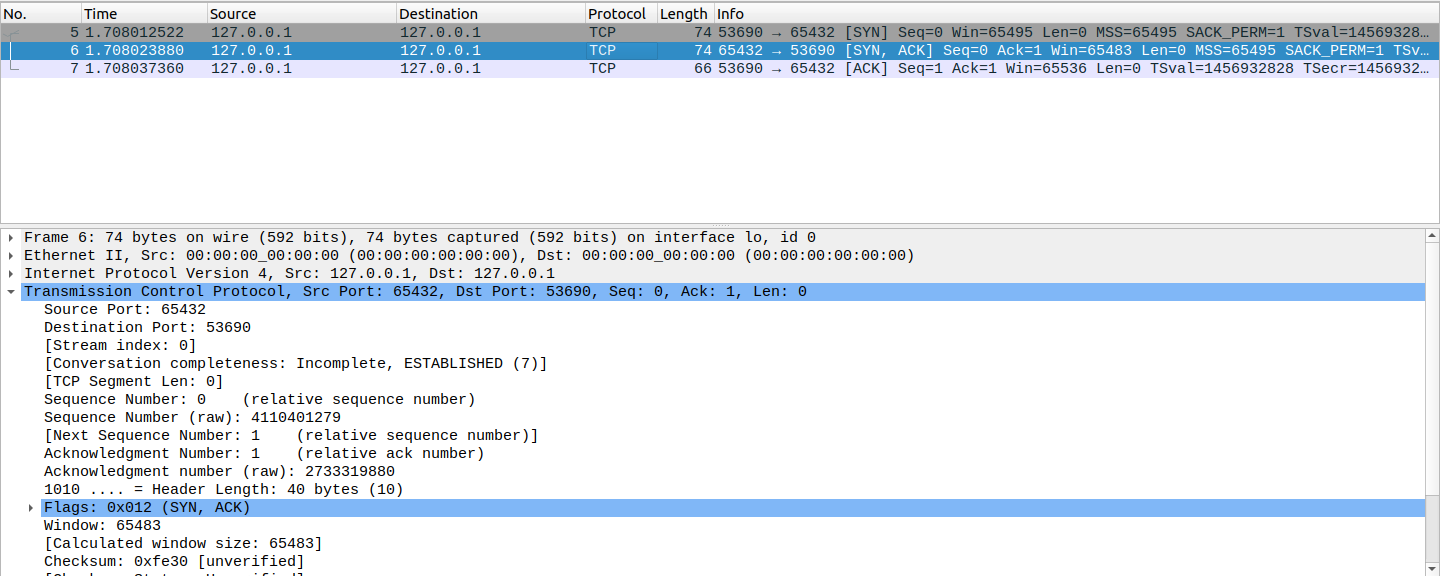 No. Time Source Destination Protocol Length Info
5 1.708012522 127.0.0.1 127.0.0.1 TCP 74 53690 → 65432 [SYN] Seq=0 Win=65495 Len=0 MSS=65495 SACK_PERM=1 TSval=14569328…
6 1.708023880 127.0.0.1 127.0.0.1 TCP 74 65432 → 53690 [SYN, ACK] Seq=0 Ack=1 Win=65483 Len=0 MSS=65495 SACK_PERM=1 TSv…
7 1.708037360 127.0.0.1 127.0.0.1 TCP 66 53690 → 65432 [ACK] Seq=1 Ack=1 Win=65536 Len=0 TSval=1456932828 TSecr=1456932…
Frame 6: 74 bytes on wire (592 bits), 74 bytes captured (592 bits) on interface lo, id 0
Ethernet II, Src: 00:00:00_00:00:00 (00:00:00:00:00:00), Dst: 00:00:00_00:00:00 (00:00:00:00:00:00)
Internet Protocol Version 4, Src: 127.0.0.1, Dst: 127.0.0.1
Transmission Control Protocol, Src Port: 65432, Dst Port: 53690, Seq: 0, Ack: 1, Len: 0
Source Port: 65432
Destination Port: 53690
[Stream index: 0]
[Conversation completeness: Incomplete, ESTABLISHED (7)]
[TCP Segment Len: 0]
Sequence Number: 0 (relative sequence number)
Sequence Number (raw): 4110401279
[Next Sequence Number: 1 (relative sequence number)]
Acknowledgment Number: 1 (relative ack number)
Acknowledgment number (raw): 2733319880
1010 .... = Header Length: 40 bytes (10)
Flags: 0x012 (SYN, ACK)
Window: 65483
[Calculated window size: 65483]
Checksum: 0xfe30 [unverified]